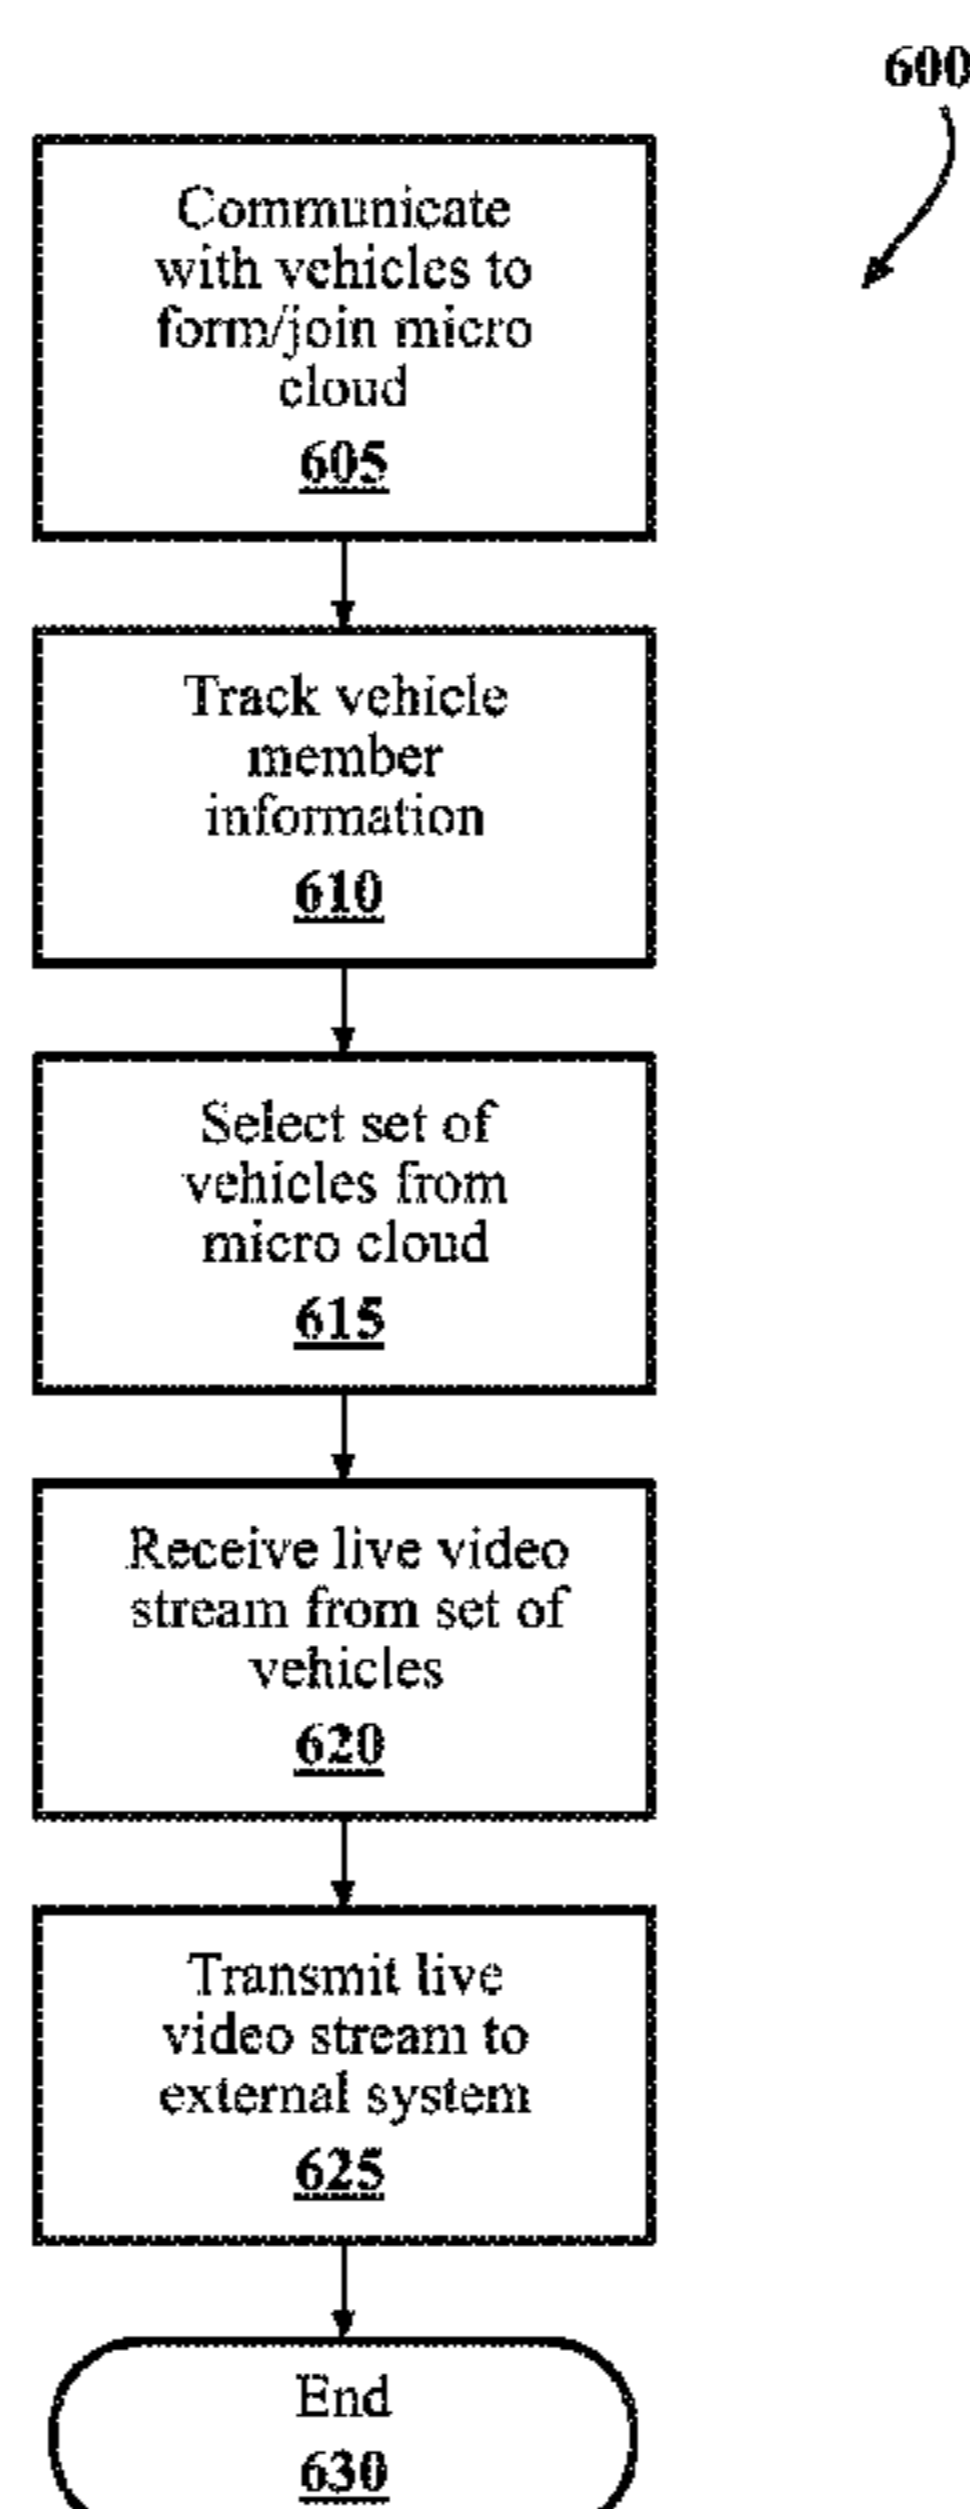 600
Communicate
with vehicles to
form/join micro
cloud
605
Track vehicle
member
information
610
Select set of
vehicles from
micro cloud
615
Receive live video
stream from set of
vehicles
620
Transmit live
video stream to
external system
625
End
630